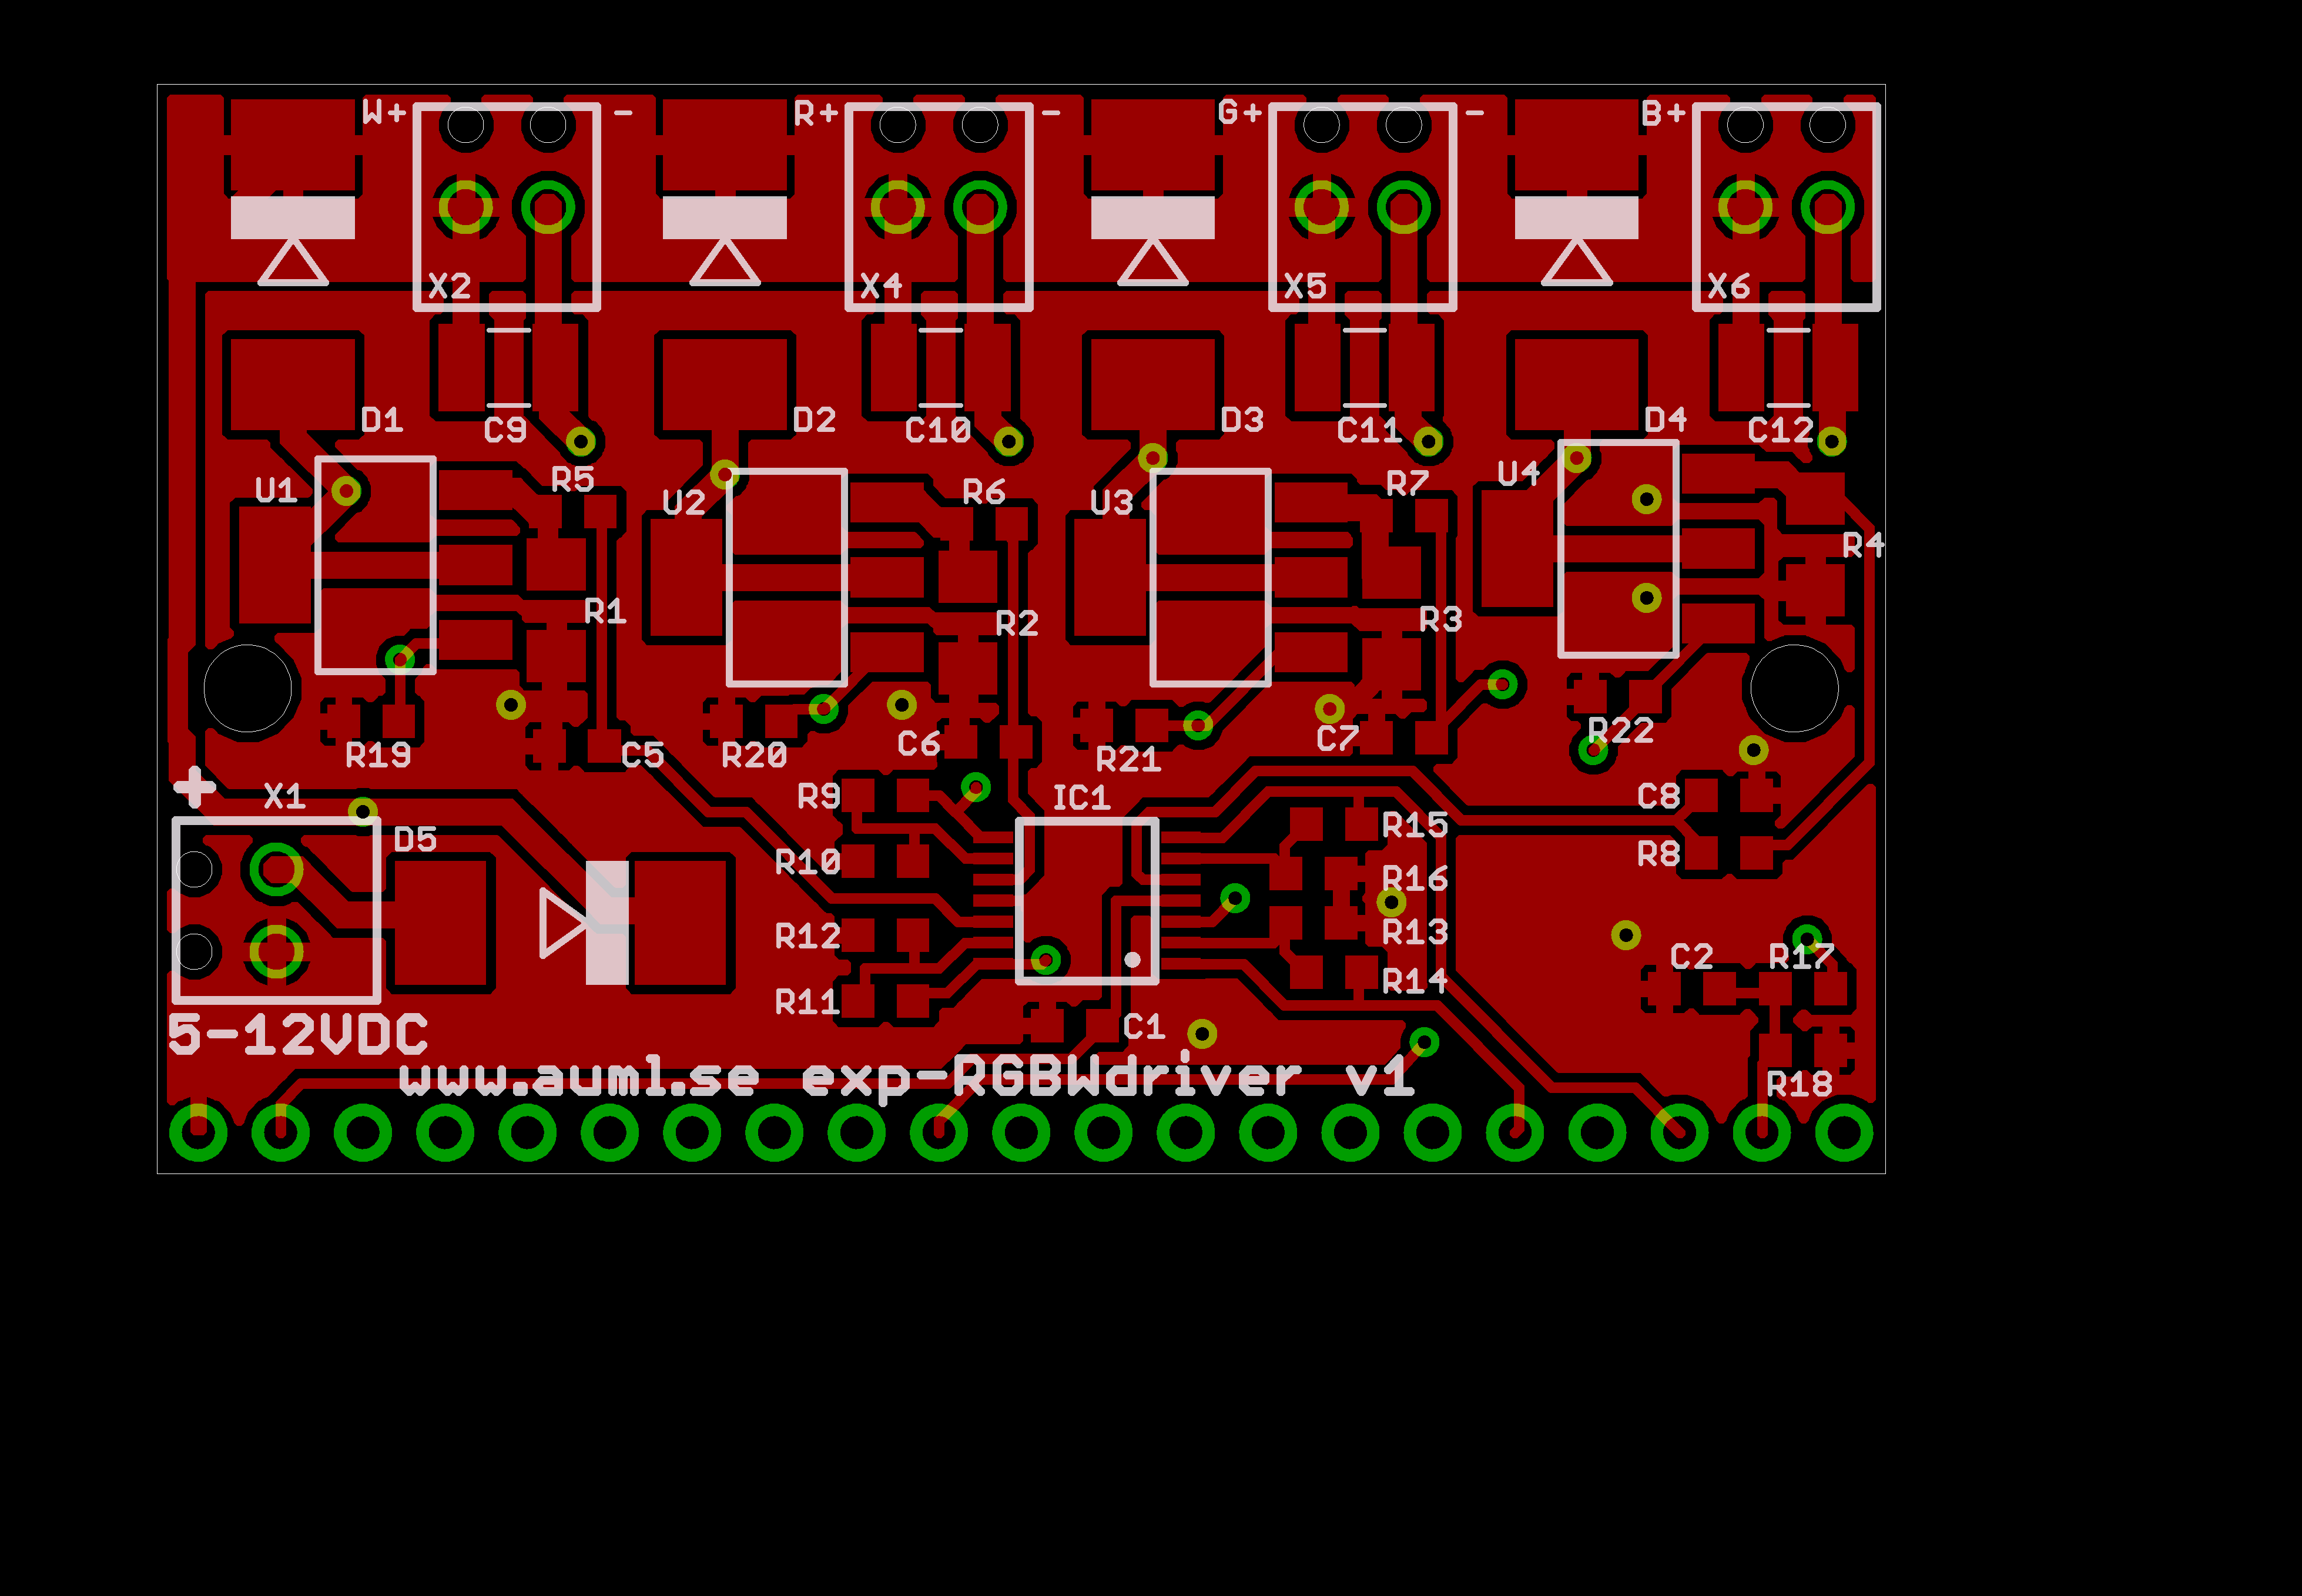 W+ - R+ - G+ - B+
X2 X4 X5 X6
D1 D2 D3 D4
C9 C10 C11 C12
U1 R5 U2 R6 U3 R7 U4
R4
R1 R2 R3
R19 C5 R20 C6 R21 C7 R22
+ X1 R9 IC1 C8
D5 R15
R10 R8
R16
R12 R13
C2 R17
R11 R14
5-12VDC C1
www.auml.se exp-RGBWdriver v1
R18